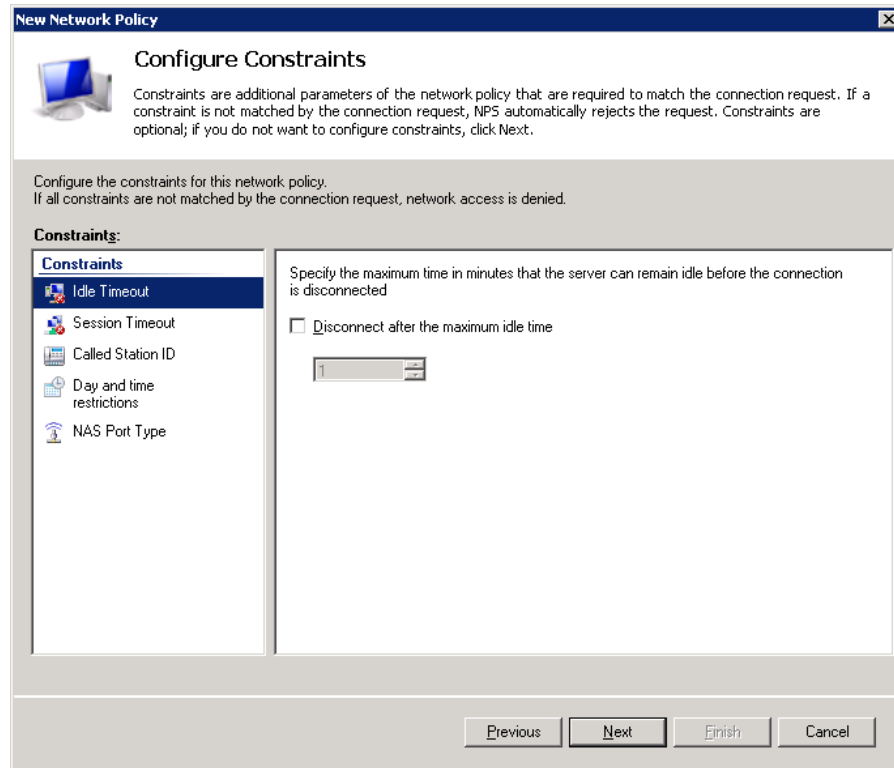 New Network Policy
Configure Constraints
Constraints are additional parameters of the network policy that are required to match the connection request. If a
constraint is not matched by the connection request, NPS automatically rejects the request. Constraints are
optional; if you do not want to configure constraints, click Next.
Configure the constraints for this network policy.
If all constraints are not matched by the connection request, network access is denied.
Constraints:
Constraints
Idle Timeout
Session Timeout
Called Station ID
Day and time
restrictions
NAS Port Type
Specify the maximum time in minutes that the server can remain idle before the connection
is disconnected
Disconnect after the maximum idle time
1
Previous
Next
Finish
Cancel